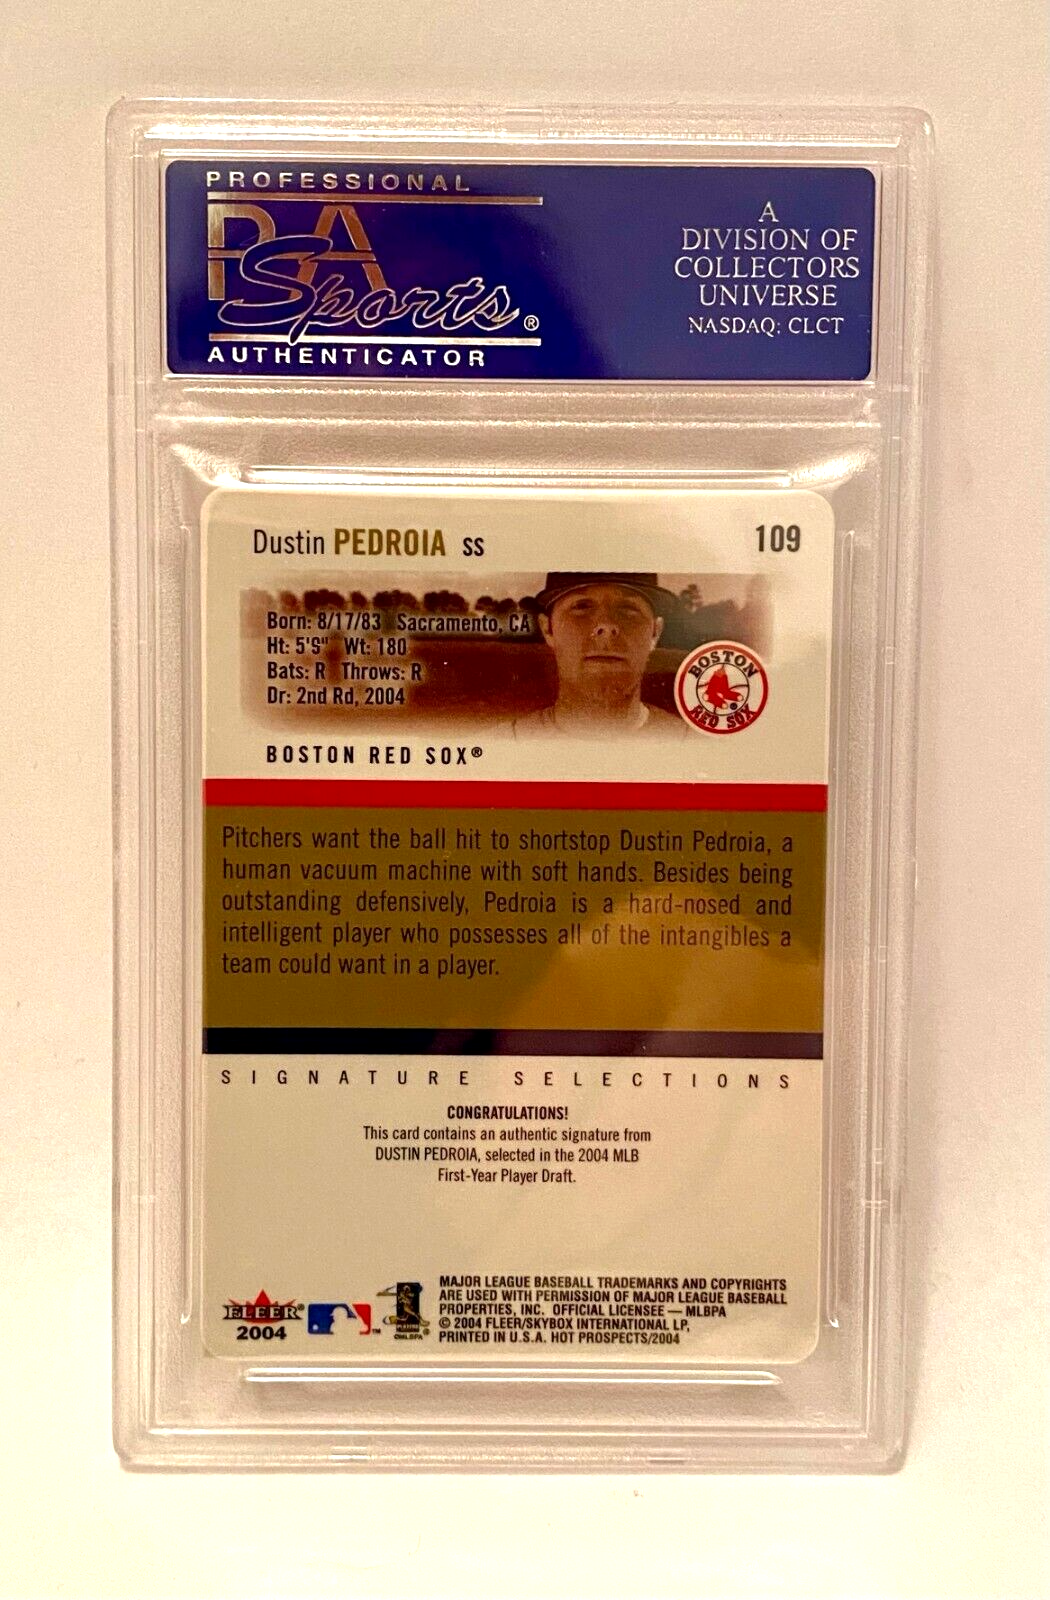 PROFESSIONAL
PSA
Sports®
AUTHENTICATOR
A
DIVISION OF
COLLECTORS
UNIVERSE
NASDAQ: CLCT
Dustin PEDROIA SS
109
Born: 8/17/83 Sacramento, CA
Ht: 5'9" Wt: 180
Bats: R Throws: R
Dr: 2nd Rd, 2004
BOSTON
RED SOX
BOSTON RED SOX®
Pitchers want the ball hit to shortstop Dustin Pedroia, a
human vacuum machine with soft hands. Besides being
outstanding defensively, Pedroia is a hard-nosed and
intelligent player who possesses all of the intangibles a
team could want in a player.
SIGNATURE SELECTIONS
CONGRATULATIONS!
This card contains an authentic signature from
DUSTIN PEDROIA, selected in the 2004 MLB
First-Year Player Draft.
FLEER®
2004
TM
PLAYERS
©MLBPA
MAJOR LEAGUE BASEBALL TRADEMARKS AND COPYRIGHTS
ARE USED WITH PERMISSION OF MAJOR LEAGUE BASEBALL
PROPERTIES, INC. OFFICIAL LICENSEE — MLBPA
© 2004 FLEER/SKYBOX INTERNATIONAL LP,
PRINTED IN U.S.A. HOT PROSPECTS/2004